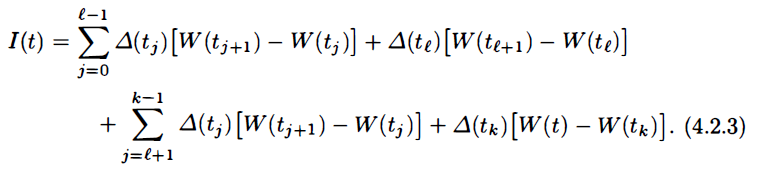 I(t) = \sum_{j=0}^{\ell-1} \Delta(t_j)[W(t_{j+1}) - W(t_j)] + \Delta(t_\ell)[W(t_{\ell+1}) - W(t_\ell)]
+ \sum_{j=\ell+1}^{k-1} \Delta(t_j)[W(t_{j+1}) - W(t_j)] + \Delta(t_k)[W(t) - W(t_k)]. (4.2.3)